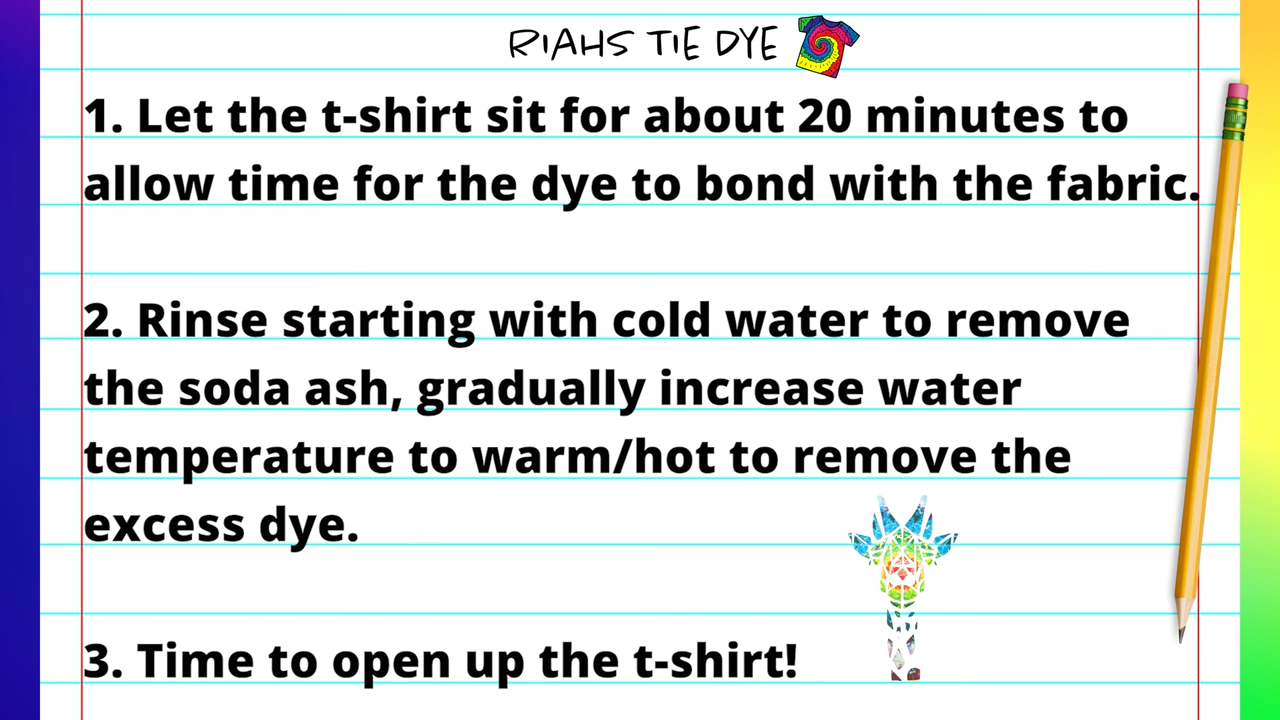 RIAHS TIE DYE
1. Let the t-shirt sit for about 20 minutes to
allow time for the dye to bond with the fabric.
2. Rinse starting with cold water to remove
the soda ash, gradually increase water
temperature to warm/hot to remove the
excess dye.
3. Time to open up the t-shirt!